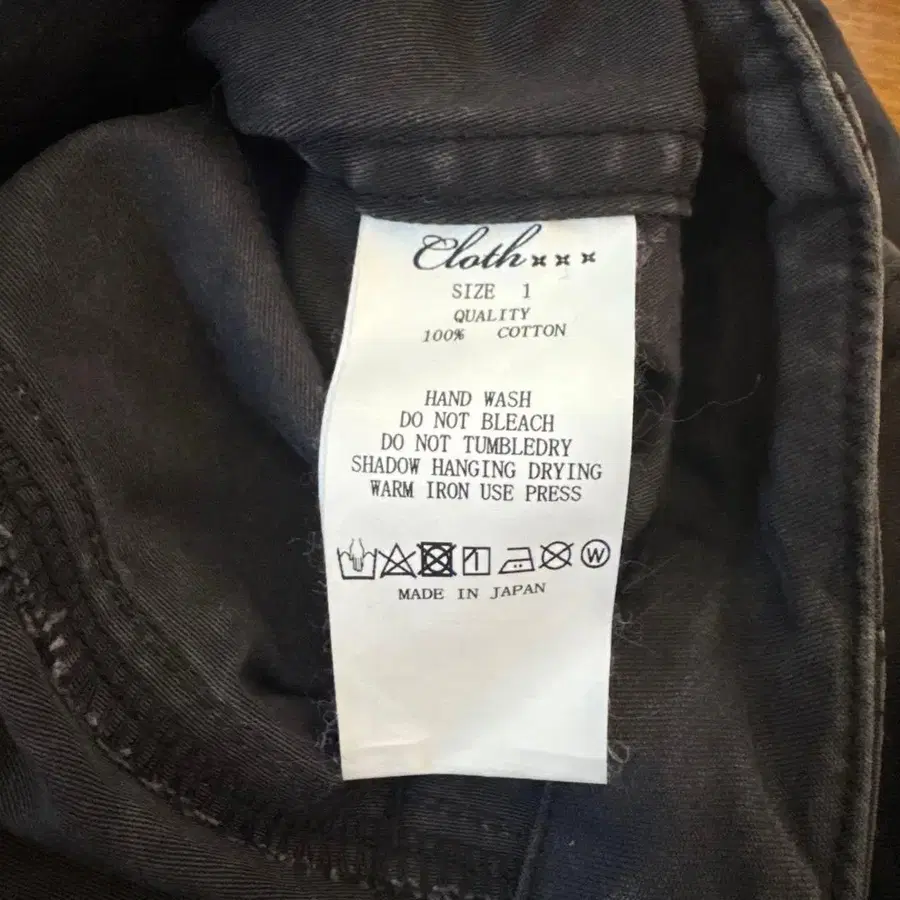 Cloth×××
SIZE 1
QUALITY
100% COTTON
HAND WASH
DO NOT BLEACH
DO NOT TUMBLEDRY
SHADOW HANGING DRYING
WARM IRON USE PRESS
W
MADE IN JAPAN